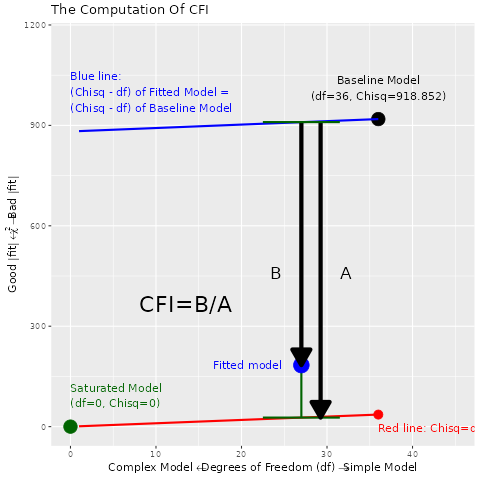 The Computation Of CFI
1200
900
600
300
0
Good |fit| ← χ² → Bad |fit|
Blue line:
(Chisq - df) of Fitted Model =
(Chisq - df) of Baseline Model
Baseline Model
(df=36, Chisq=918.852)
B
A
CFI=B/A
Fitted model
Saturated Model
(df=0, Chisq=0)
Red line: Chisq=d
0
10
20
30
40
Complex Model ← Degrees of Freedom (df) → Simple Model